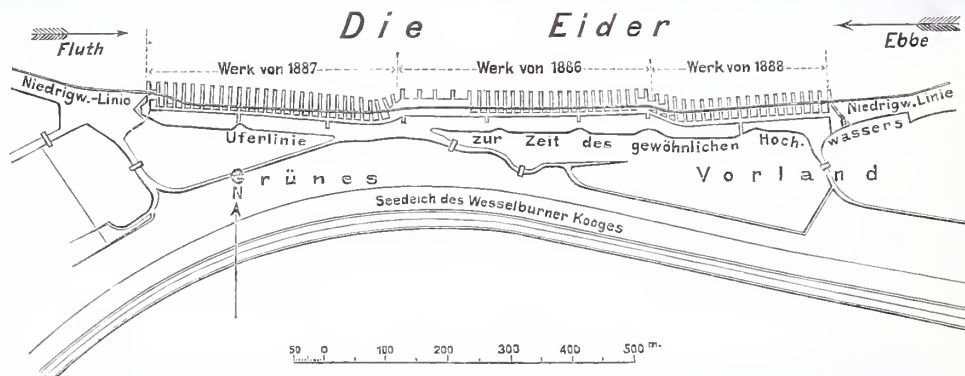 Die Eider
Fluth
Ebbe
Werk von 1887
Werk von 1886
Werk von 1888
Niedrigw.-Linie
Niedrigw. Linie
Uferlinie zur Zeit des gewöhnlichen Hoch-
wassers
Grünes Vorland
N
Seedeich des Wesselburner Kooges
50 0 100 200 300 400 500 m.